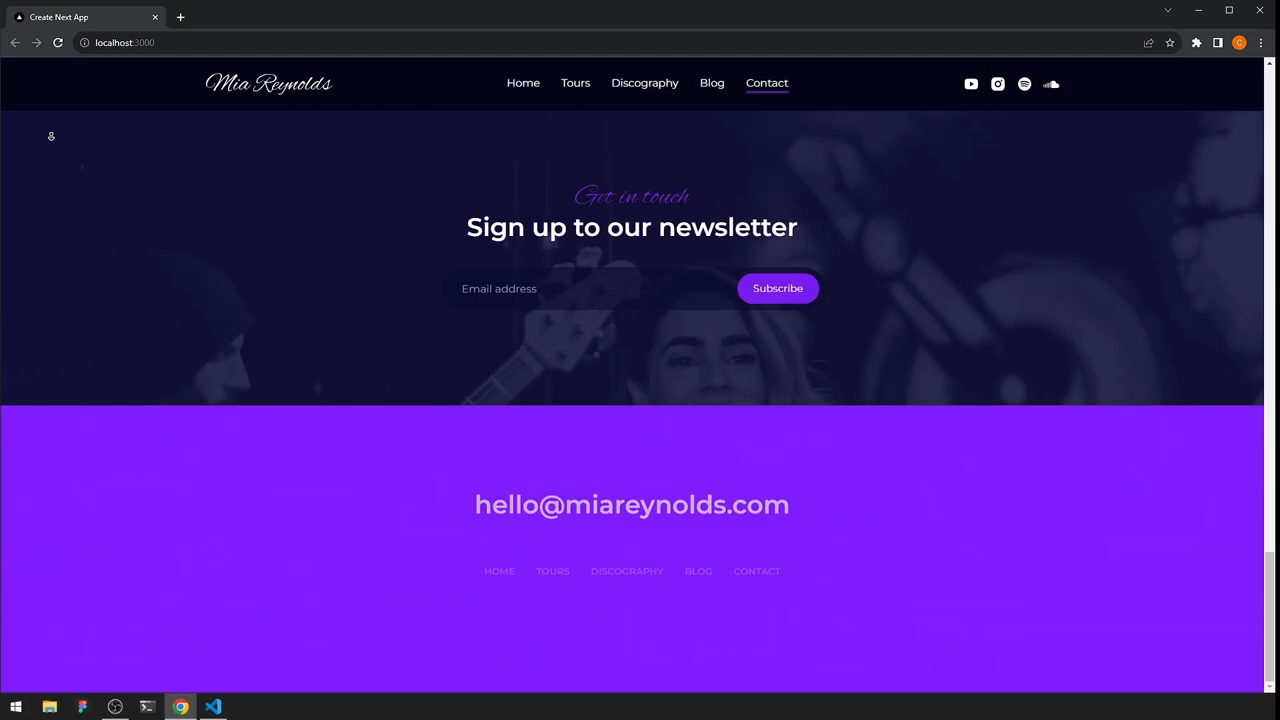 Create Next App
localhost:3000
C
Mia Reynolds
Home Tours Discography Blog Contact
Get in touch
Sign up to our newsletter
Email address
Subscribe
hello@miareynolds.com
HOME TOURS DISCOGRAPHY BLOG CONTACT